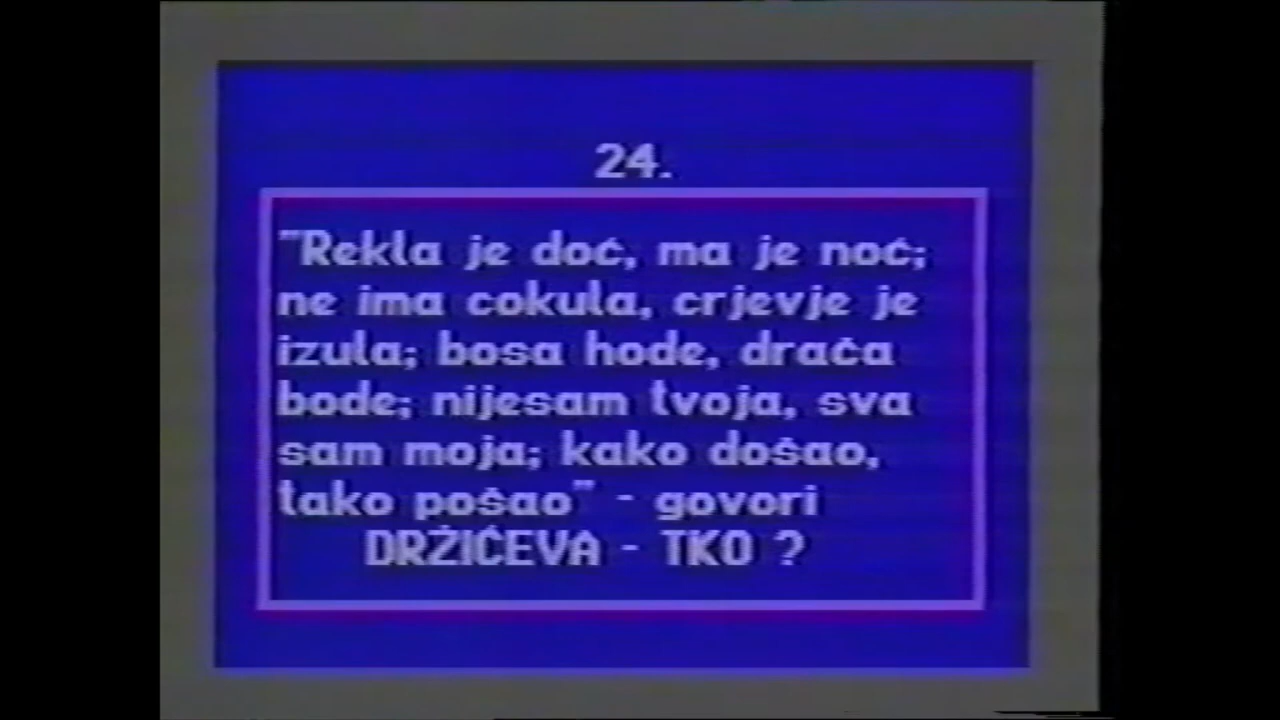 24.
"Rekla je doć, ma je noć;
ne ima cokula, crjevje je
izula; bosa hode, drača
bode; nijesam tvoja, sva
sam moja; kako došao,
tako pošao" - govori
DRŽIĆEVA - TKO ?